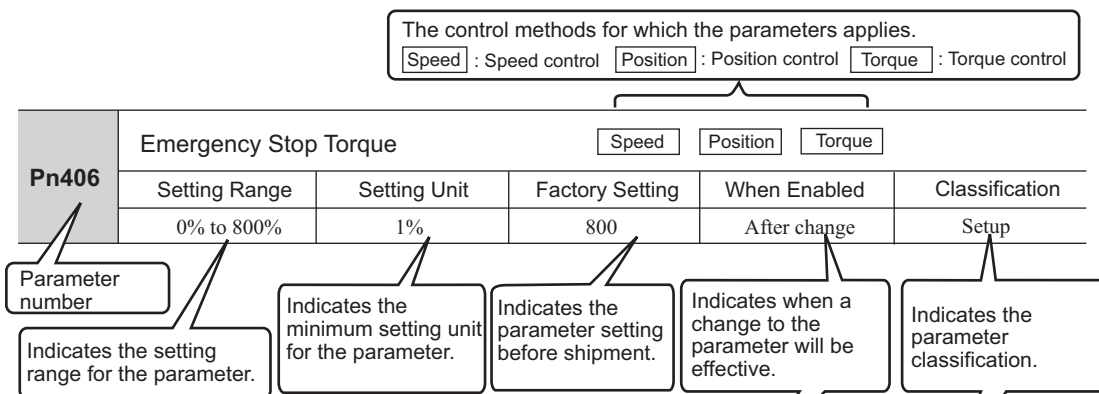 The control methods for which the parameters applies.
Speed : Speed control Position : Position control Torque : Torque control
Pn406
Emergency Stop Torque Speed Position Torque
Setting Range Setting Unit Factory Setting When Enabled Classification
0% to 800% 1% 800 After change Setup
Parameter
number
Indicates the setting
range for the parameter.
Indicates the
minimum setting unit
for the parameter.
Indicates the
parameter setting
before shipment.
Indicates when a
change to the
parameter will be
effective.
Indicates the
parameter
classification.